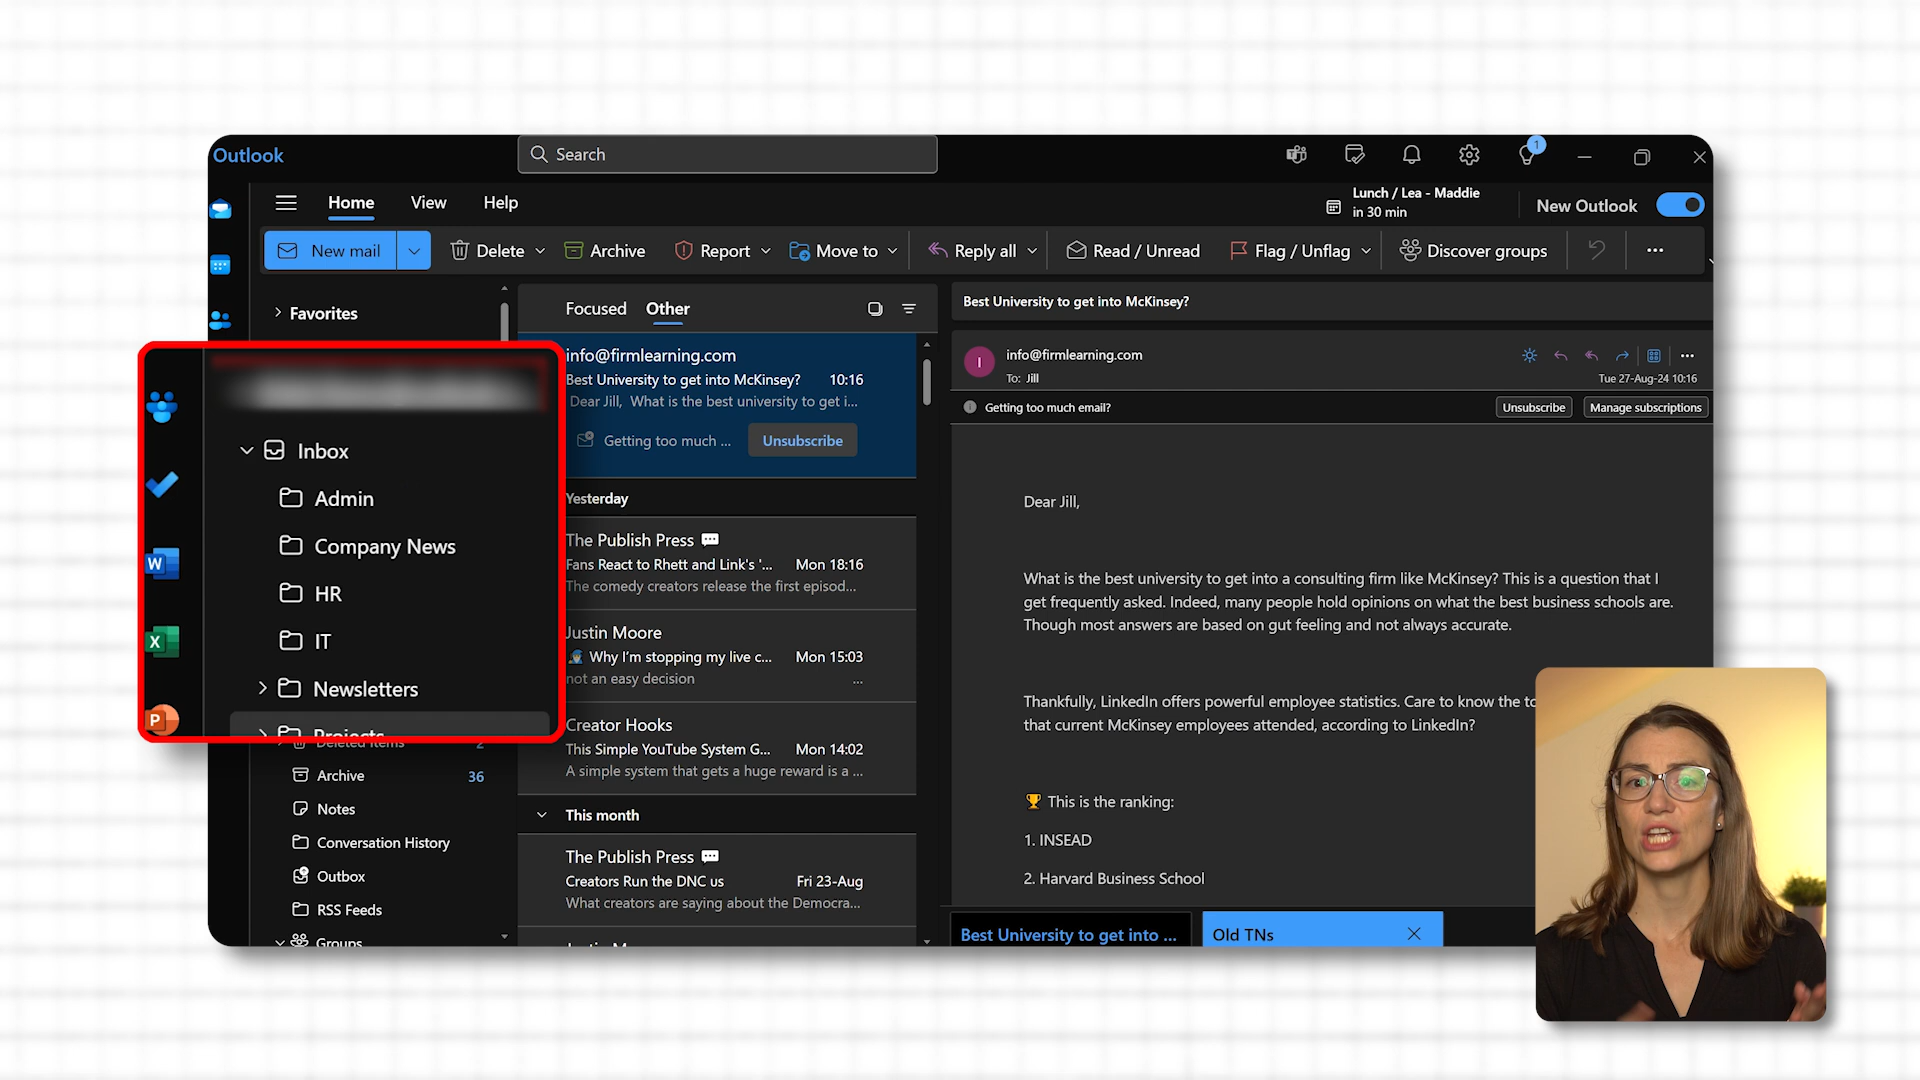 Outlook
Search
1
Home View Help
Lunch / Lea - Maddie
in 30 min
New Outlook
New mail Delete Archive Report Move to Reply all Read / Unread Flag / Unflag Discover groups
Favorites
Inbox
Admin
Company News
HR
IT
Newsletters
Projects
Deleted Items 2
Archive 36
Notes
Conversation History
Outbox
RSS Feeds
Groups
W
X
P
Focused Other
info@firmlearning.com
Best University to get into McKinsey? 10:16
Dear Jill, What is the best university to get i...
Getting too much ... Unsubscribe
Yesterday
The Publish Press
Fans React to Rhett and Link's '... Mon 18:16
The comedy creators release the first episod...
Justin Moore
Why I'm stopping my live c... Mon 15:03
not an easy decision ...
Creator Hooks
This Simple YouTube System G... Mon 14:02
A simple system that gets a huge reward is a ...
This month
The Publish Press
Creators Run the DNC us Fri 23-Aug
What creators are saying about the Democra...
Best University to get into McKinsey?
I
info@firmlearning.com
To: Jill
Tue 27-Aug-24 10:16
Getting too much email? Unsubscribe Manage subscriptions
Dear Jill,
What is the best university to get into a consulting firm like McKinsey? This is a question that I
get frequently asked. Indeed, many people hold opinions on what the best business schools are.
Though most answers are based on gut feeling and not always accurate.
Thankfully, LinkedIn offers powerful employee statistics. Care to know the
that current McKinsey employees attended, according to LinkedIn?
This is the ranking:
1. INSEAD
2. Harvard Business School
Best University to get into ... Old TNs